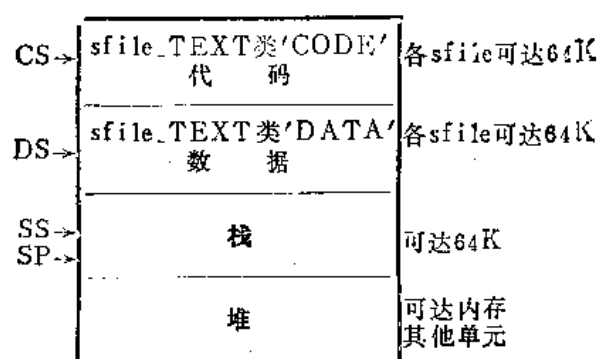 CS→ sfile_TEXT类'CODE' 各sfile可达64K
代 码
DS→ sfile_TEXT类'DATA' 各sfile可达64K
数 据
SS→ 栈 可达64K
SP→
堆 可达内存
其他单元